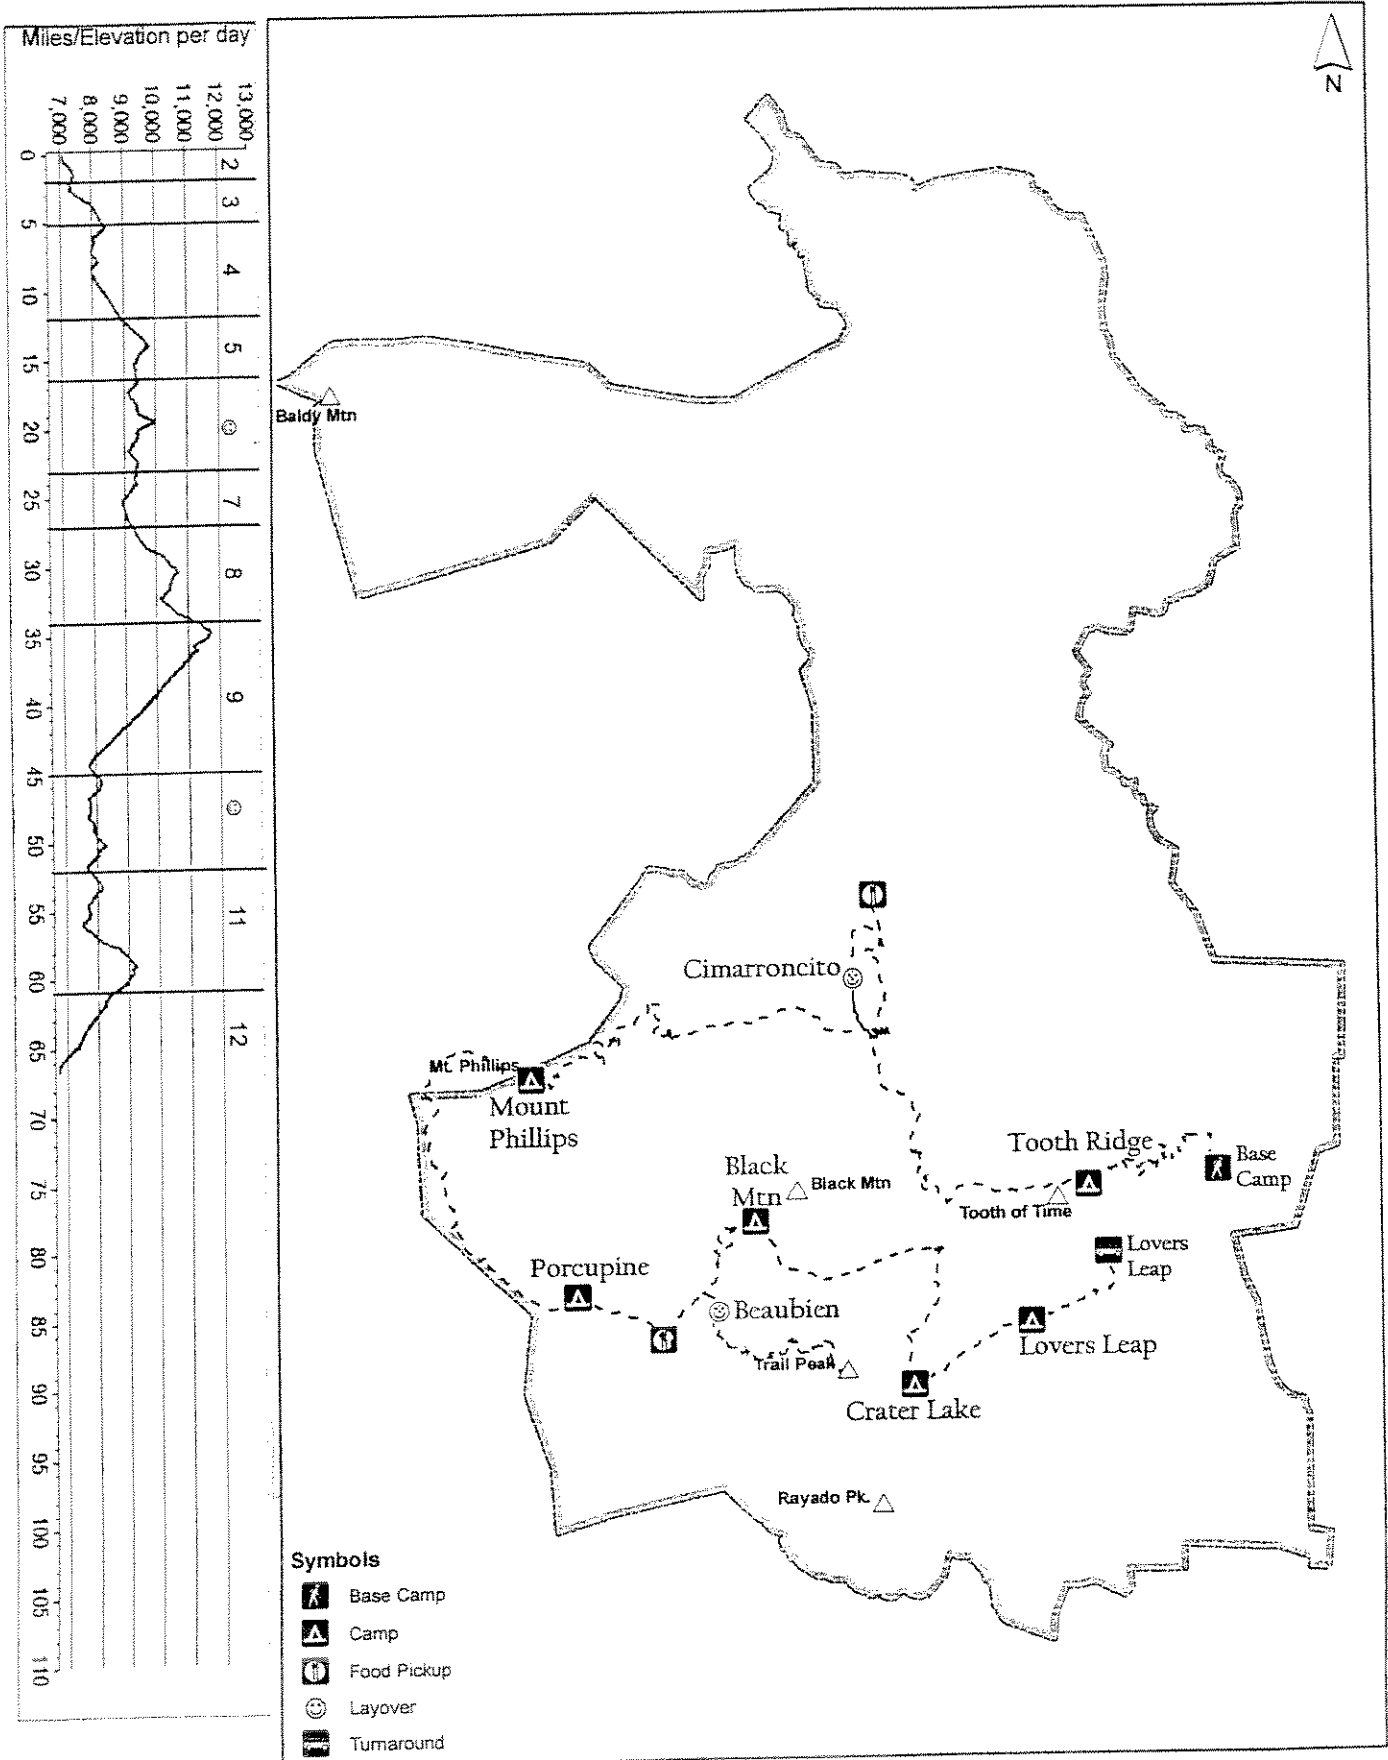 Miles/Elevation per day
13,000
12,000
11,000
10,000
9,000
8,000
7,000
0
5
10
15
20
25
30
35
40
45
50
55
60
65
70
75
80
85
90
95
100
105
110
2
3
4
5
7
8
9
11
12
N
Baldy Mtn
Cimarroncito
Mt. Phillips
Mount
Phillips
Tooth Ridge
Base
Camp
Black
Mtn
Black Mtn
Tooth of Time
Lovers
Leap
Porcupine
Beaubien
Lovers Leap
Trail Peak
Crater Lake
Rayado Pk.
Symbols
Base Camp
Camp
Food Pickup
Layover
Turnaround